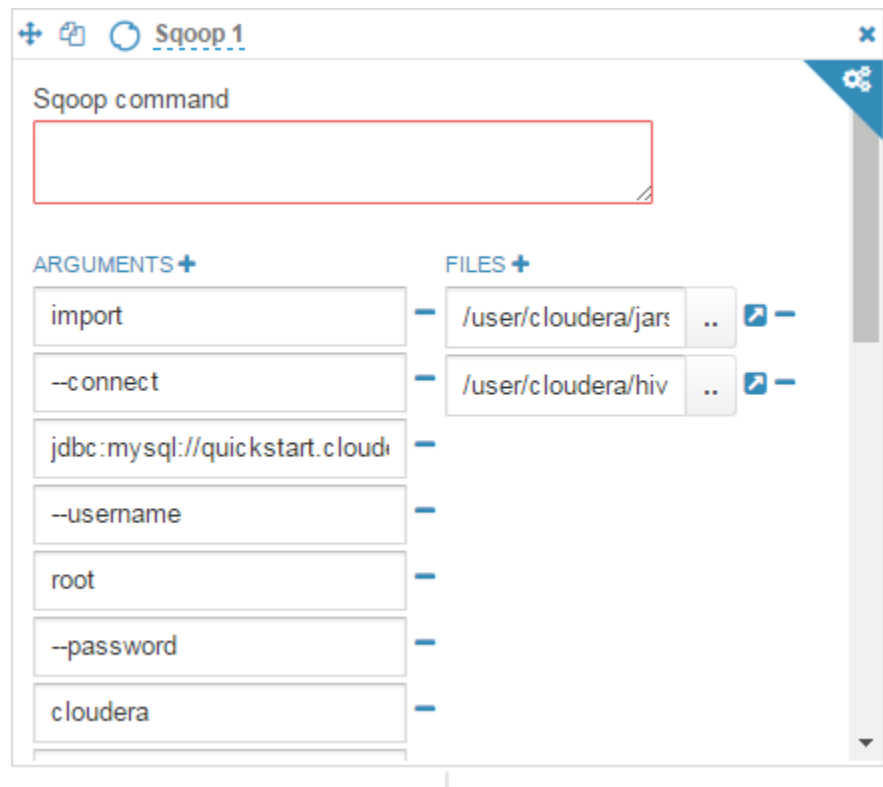 Sqoop 1
Sqoop command
ARGUMENTS
FILES
import
/user/cloudera/jars
..
--connect
/user/cloudera/hiv
..
jdbc:mysql://quickstart.cloud
--username
root
--password
cloudera